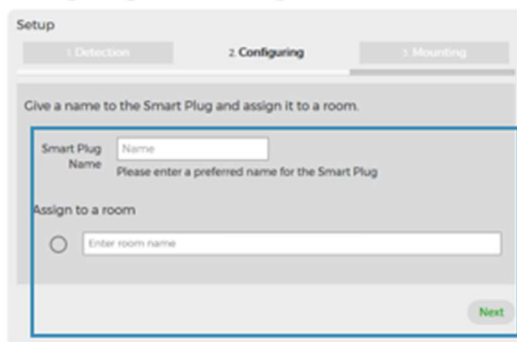 Setup
1. Detection
2. Configuring
3. Mounting
Give a name to the Smart Plug and assign it to a room.
Smart Plug
Name
Name
Please enter a preferred name for the Smart Plug
Assign to a room
Enter room name
Next